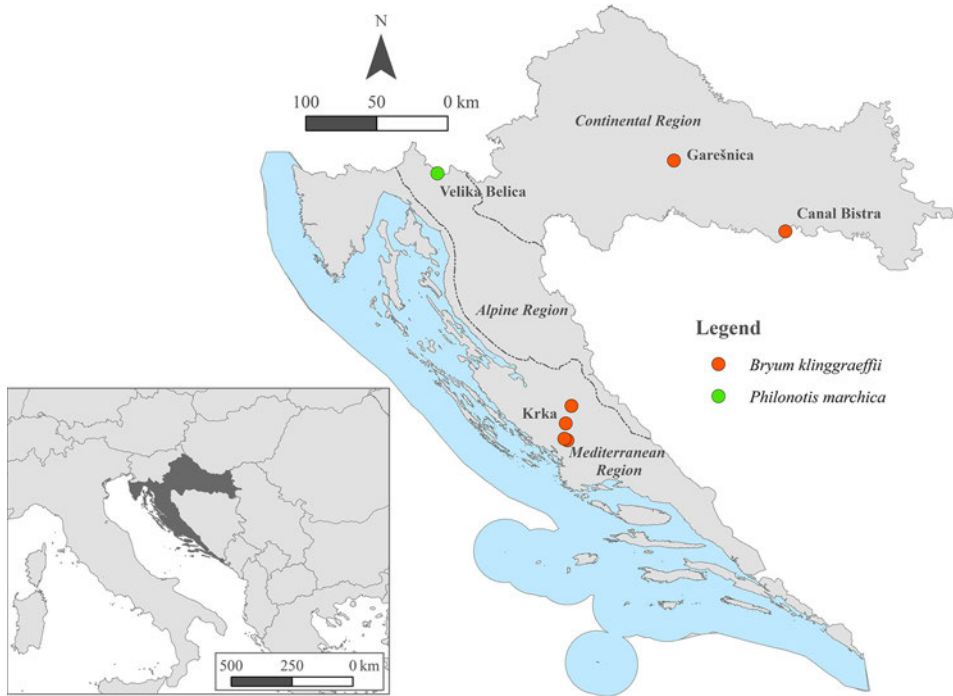 N
100 50 0 km
Continental Region
Garešnica
Velika Belica
Canal Bistra
Alpine Region
Legend
Bryum klinggraeffii
Philonotis marchica
Krka
Mediterranean
Region
500 250 0 km